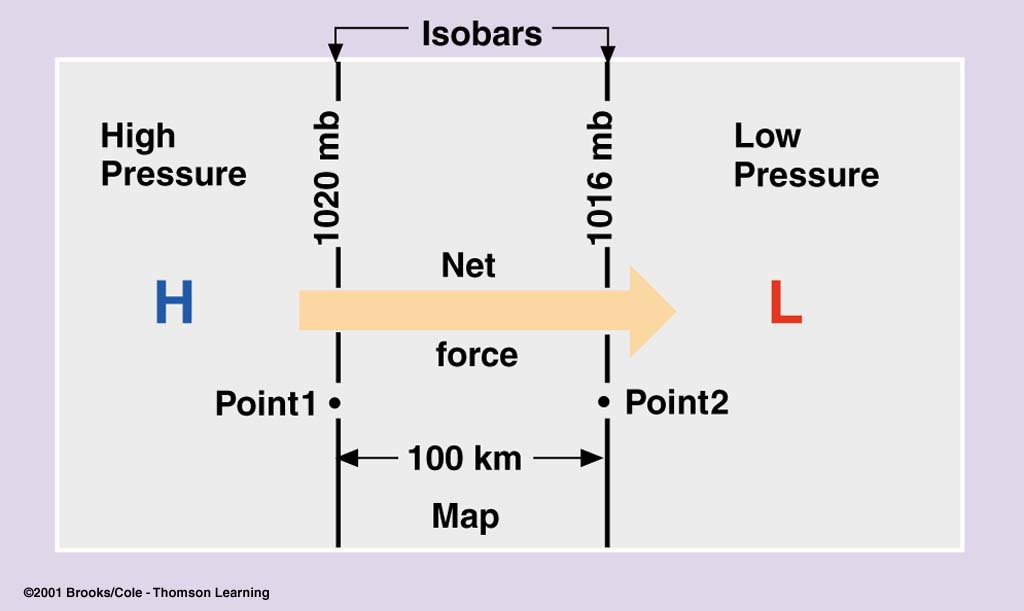 Isobars
High
Pressure
1020 mb
1016 mb
Low
Pressure
Net
H
L
force
Point1
Point2
100 km
Map
©2001 Brooks/Cole - Thomson Learning